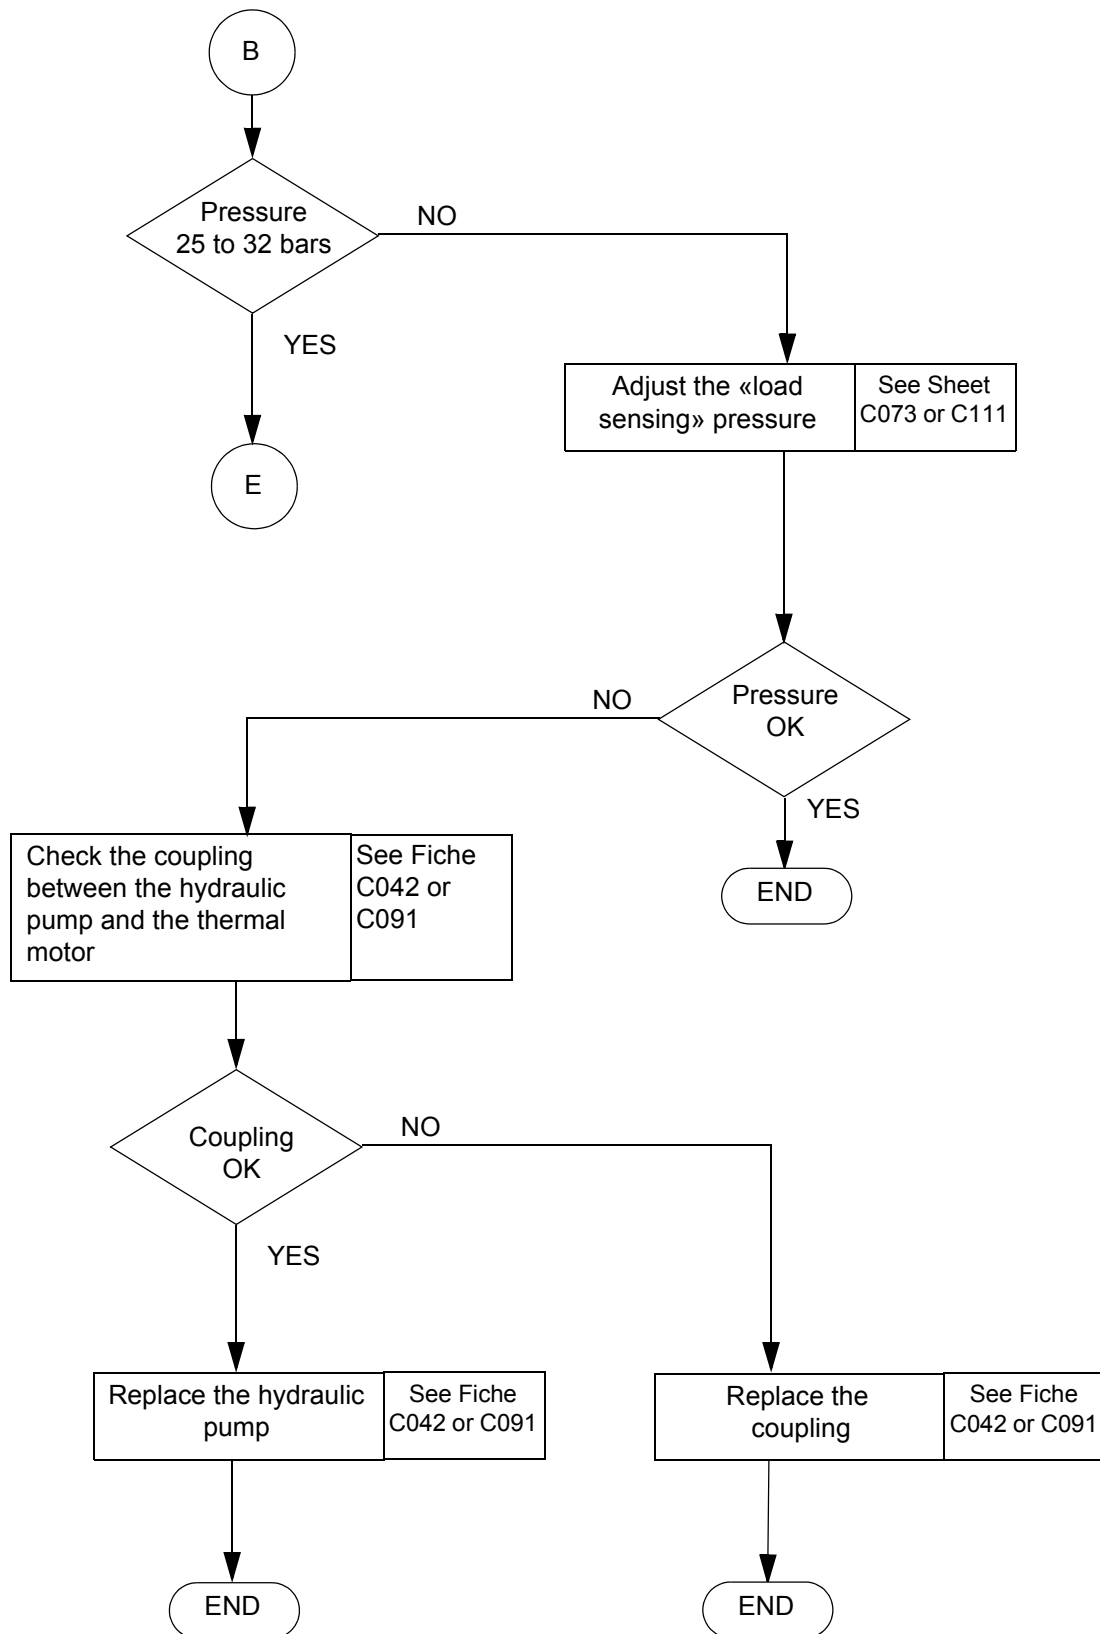 B
Pressure
25 to 32 bars
NO
YES
E
Adjust the «load
sensing» pressure
See Sheet
C073 or C111
Pressure
OK
NO
YES
END
Check the coupling
between the hydraulic
pump and the thermal
motor
See Fiche
C042 or
C091
Coupling
OK
NO
YES
Replace the hydraulic
pump
See Fiche
C042 or C091
Replace the
coupling
See Fiche
C042 or C091
END
END